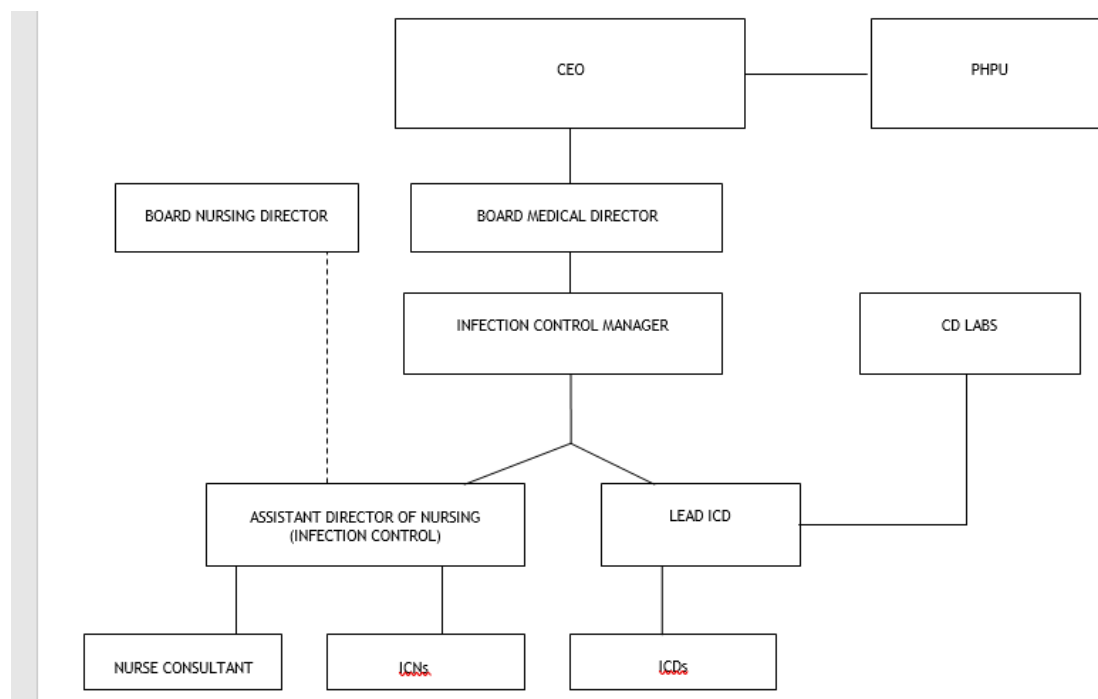 CEO
PHPU
BOARD NURSING DIRECTOR
BOARD MEDICAL DIRECTOR
INFECTION CONTROL MANAGER
CD LABS
ASSISTANT DIRECTOR OF NURSING
(INFECTION CONTROL)
LEAD ICD
NURSE CONSULTANT
ICNs
ICDs